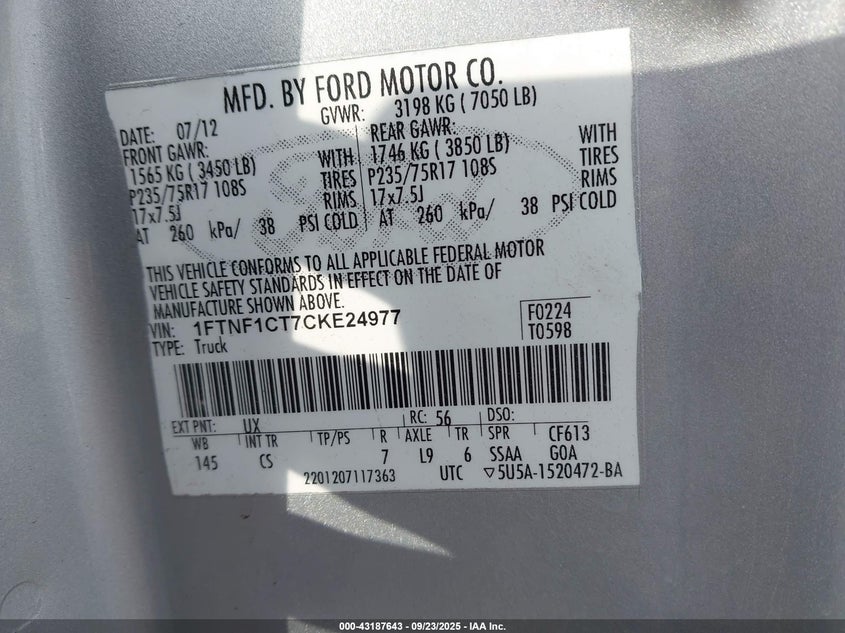 MFD. BY FORD MOTOR CO.
DATE: 07/12 GVWR: 3198 KG ( 7050 LB)
FRONT GAWR: REAR GAWR:
1565 KG ( 3450 LB) WITH 1746 KG ( 3850 LB) WITH
P235/75R17 108S TIRES P235/75R17 108S TIRES
17x7.5J RIMS 17x7.5J RIMS
AT 260 kPa/ 38 PSI COLD AT 260 kPa/ 38 PSI COLD
THIS VEHICLE CONFORMS TO ALL APPLICABLE FEDERAL MOTOR
VEHICLE SAFETY STANDARDS IN EFFECT ON THE DATE OF
MANUFACTURE SHOWN ABOVE.
VIN: 1FTNF1CT7CKE24977 F0224
TYPE: Truck T0598
EXT PNT: UX RC: 56 DSO:
WB INT TR TP/PS R AXLE TR SPR CF613
145 CS 7 L9 6 SSAA GOA
2201207117363 UTC ▽5U5A-1520472-BA
000-43187643 - 09/23/2025 - IAA Inc.